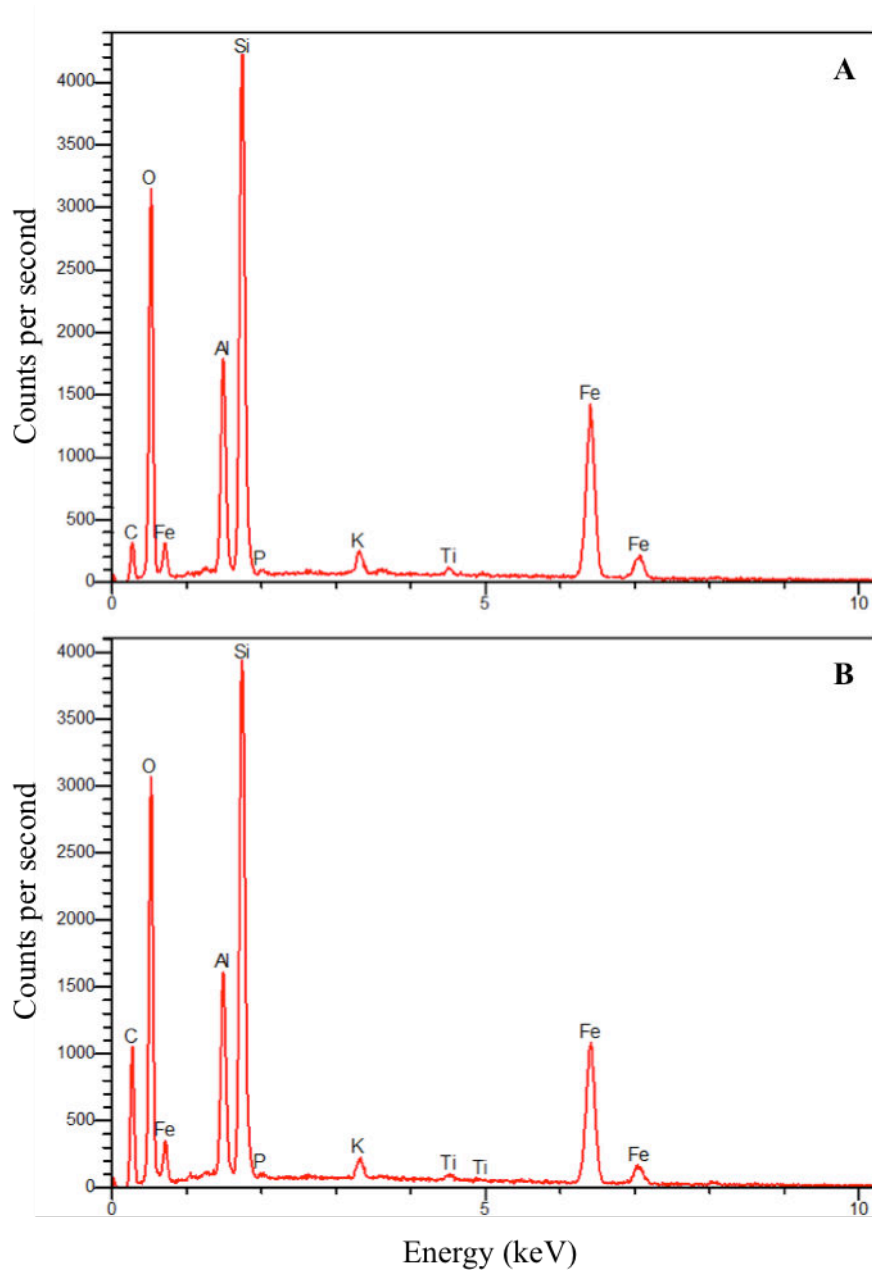 Si
A
4000
3500
O
3000
2500
2000
Al
1500
Fe
1000
500
C Fe
P
K
Ti
Fe
0
0 5 10
Counts per second
4000
Si
B
3500
O
3000
2500
2000
Al
1500
C
Fe
1000
500
Fe
P
K
Ti Ti
Fe
0
0 5 10
Counts per second
Energy (keV)